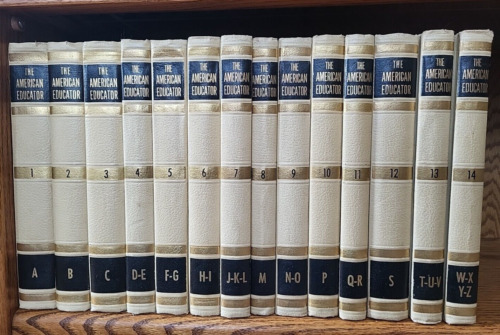 THE
AMERICAN
EDUCATOR
1
A
THE
AMERICAN
EDUCATOR
2
B
THE
AMERICAN
EDUCATOR
3
C
THE
AMERICAN
EDUCATOR
4
D-E
THE
AMERICAN
EDUCATOR
5
F-G
THE
AMERICAN
EDUCATOR
6
H-I
THE
AMERICAN
EDUCATOR
7
J-K-L
THE
AMERICAN
EDUCATOR
8
M
THE
AMERICAN
EDUCATOR
9
N-O
THE
AMERICAN
EDUCATOR
10
P
THE
AMERICAN
EDUCATOR
11
Q-R
THE
AMERICAN
EDUCATOR
12
S
THE
AMERICAN
EDUCATOR
13
T-U-V
THE
AMERICAN
EDUCATOR
14
W-X
Y-Z